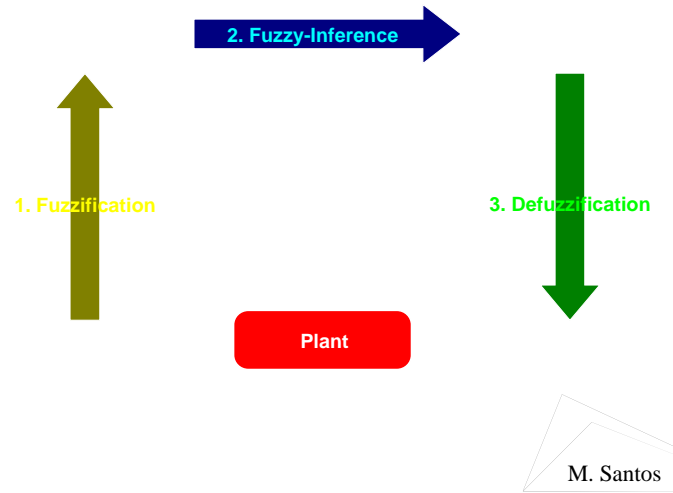 2. Fuzzy-Inference
1. Fuzzification
3. Defuzzification
Plant
M. Santos